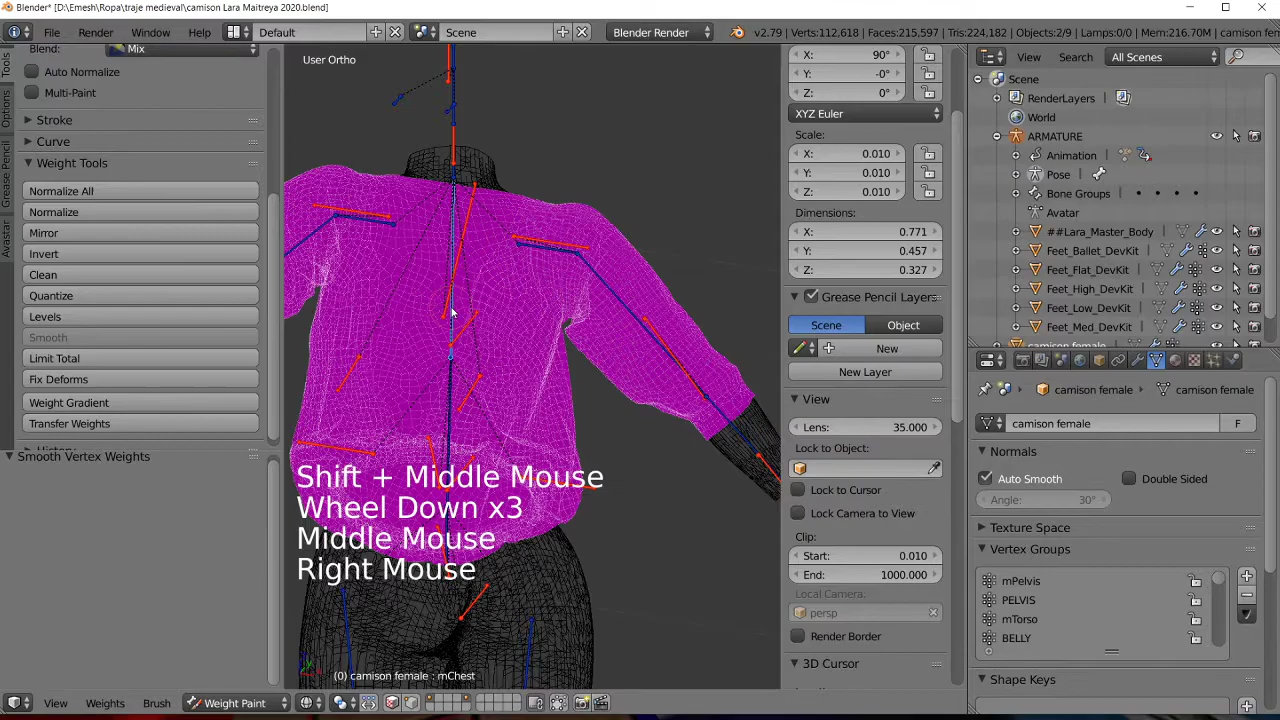 Blender* [D:\Emesh\Ropa\traje medieval\camison Lara Maitreya 2020.blend]
File Render Window Help Default Scene Blender Render v2.79 | Verts:112,618 | Faces:215,597 | Tris:224,182 | Objects:2/9 | Lamps:0/0 | Mem:216.70M | camison fem
Tools
Options
Grease Pencil
Avastar
Blend: Mix
Auto Normalize
Multi-Paint
Stroke
Curve
Weight Tools
Normalize All
Normalize
Mirror
Invert
Clean
Quantize
Levels
Smooth
Limit Total
Fix Deforms
Weight Gradient
Transfer Weights
Smooth Vertex Weights
User Ortho
Shift + Middle Mouse
Wheel Down x3
Middle Mouse
Right Mouse
(0) camison female : mChest
View Weights Brush Weight Paint
X: 90°
Y: -0°
Z: 0°
XYZ Euler
Scale:
X: 0.010
Y: 0.010
Z: 0.010
Dimensions:
X: 0.771
Y: 0.457
Z: 0.327
Grease Pencil Layers
Scene Object
New
New Layer
View
Lens: 35.000
Lock to Object:
Lock to Cursor
Lock Camera to View
Clip:
Start: 0.010
End: 1000.000
Local Camera:
persp
Render Border
3D Cursor
View Search All Scenes
Scene
RenderLayers
World
ARMATURE
Animation
Pose
Bone Groups
Avatar
##Lara_Master_Body
Feet_Ballet_DevKit
Feet_Flat_DevKit
Feet_High_DevKit
Feet_Low_DevKit
Feet_Med_DevKit
camison female
camison female camison female
camison female F
Normals
Auto Smooth Double Sided
Angle: 30°
Texture Space
Vertex Groups
mPelvis
PELVIS
mTorso
BELLY
Shape Keys